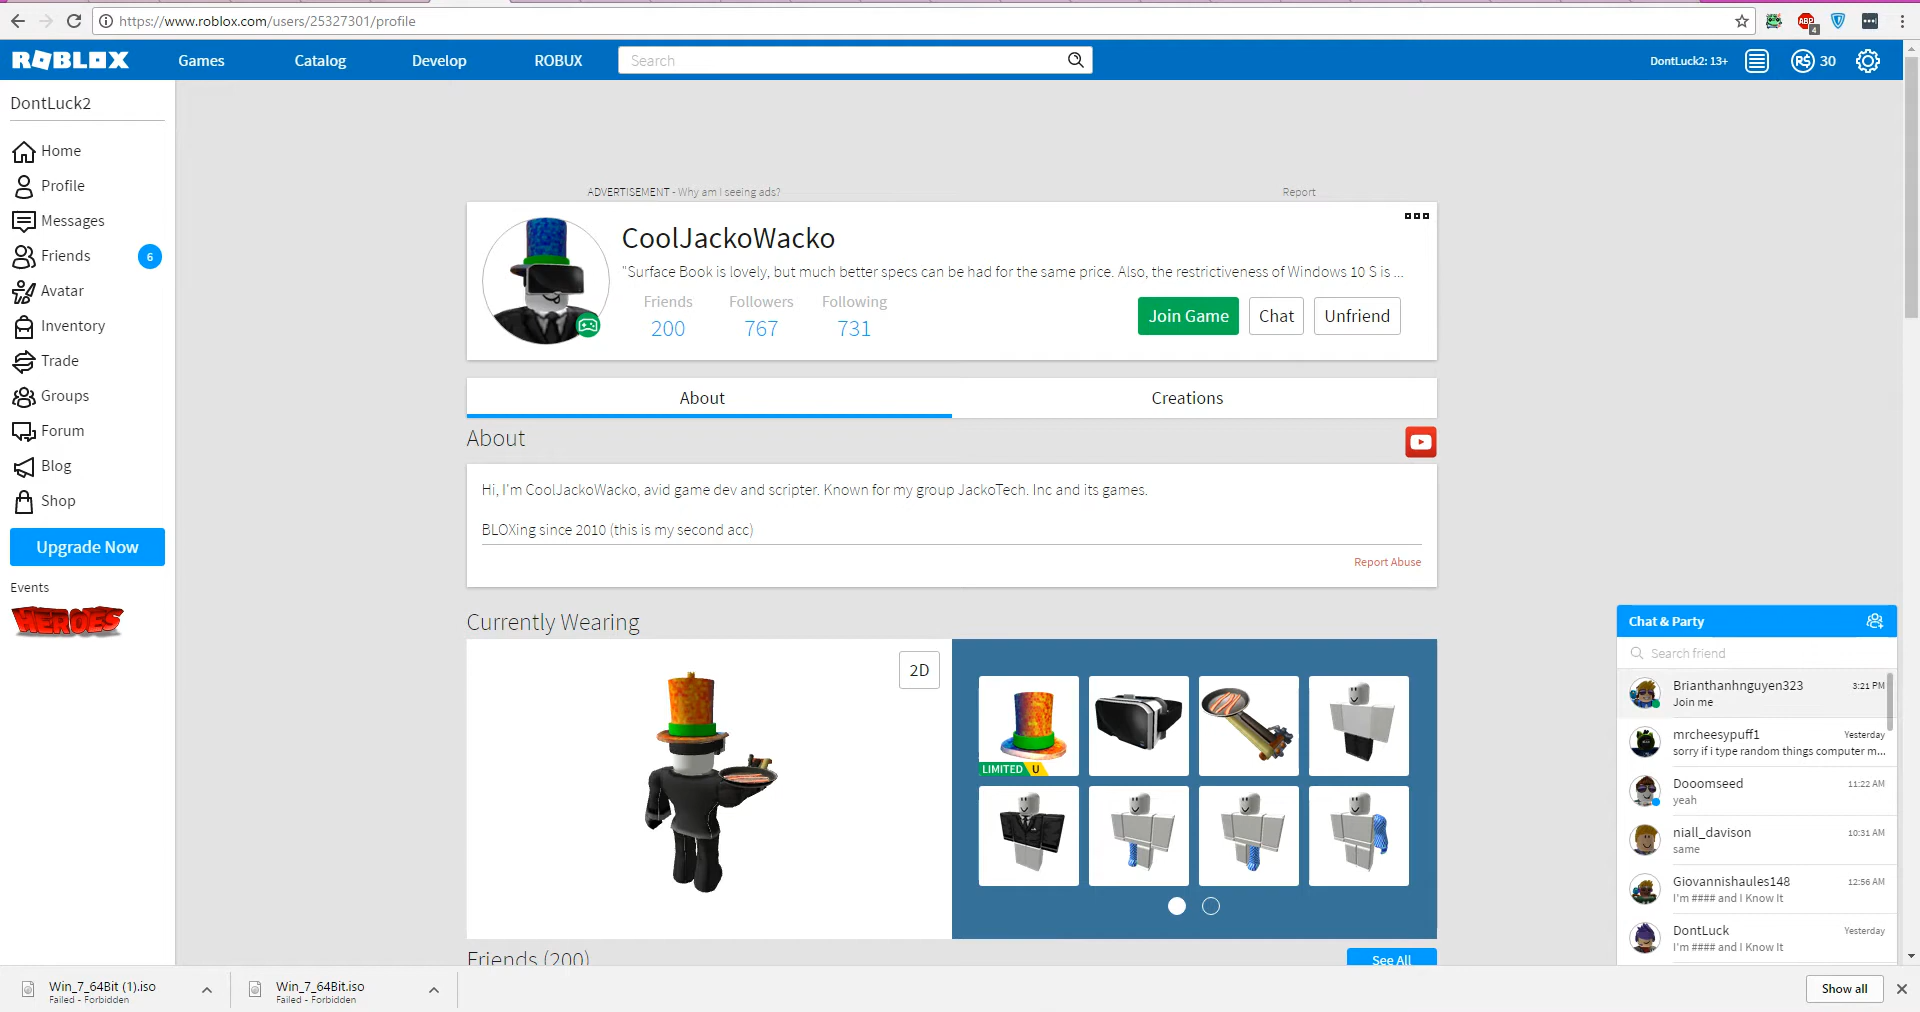 https://www.roblox.com/users/25327301/profile
ABP
4
ROBLOX
Games
Catalog
Develop
ROBUX
Search
DontLuck2: 13+
R$
30
DontLuck2
Home
Profile
Messages
Friends
6
Avatar
Inventory
Trade
Groups
Forum
Blog
Shop
Upgrade Now
Events
HEROES
ADVERTISEMENT - Why am I seeing ads?
Report
CoolJackoWacko
"Surface Book is lovely, but much better specs can be had for the same price. Also, the restrictiveness of Windows 10 S is ...
Friends
Followers
Following
200
767
731
Join Game
Chat
Unfriend
About
Creations
About
Hi, I'm CoolJackoWacko, avid game dev and scripter. Known for my group JackoTech. Inc and its games.
BLOXing since 2010 (this is my second acc)
Report Abuse
Currently Wearing
2D
LIMITED U
Friends (200)
See All
Chat & Party
Search friend
Brianthanhnguyen323
3:21 PM
Join me
mrcheesypuff1
Yesterday
sorry if i type random things computer m...
Dooomseed
11:22 AM
yeah
niall_davison
10:31 AM
same
Giovannishaules148
12:56 AM
I'm #### and I Know It
DontLuck
Yesterday
I'm #### and I Know It
Win_7_64Bit (1).iso
Failed - Forbidden
Win_7_64Bit.iso
Failed - Forbidden
Show all